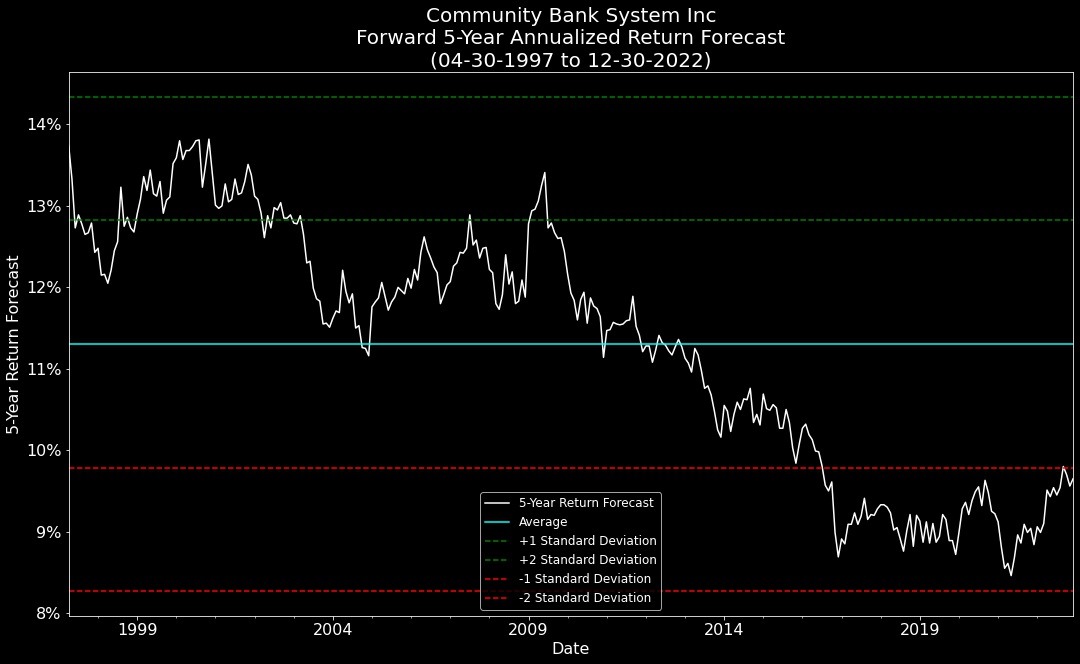 Community Bank System Inc
Forward 5-Year Annualized Return Forecast
(04-30-1997 to 12-30-2022)
5-Year Return Forecast
14%
13%
12%
11%
10%
9%
8%
5-Year Return Forecast
Average
+1 Standard Deviation
+2 Standard Deviation
-1 Standard Deviation
-2 Standard Deviation
1999 2004 2009 2014 2019
Date